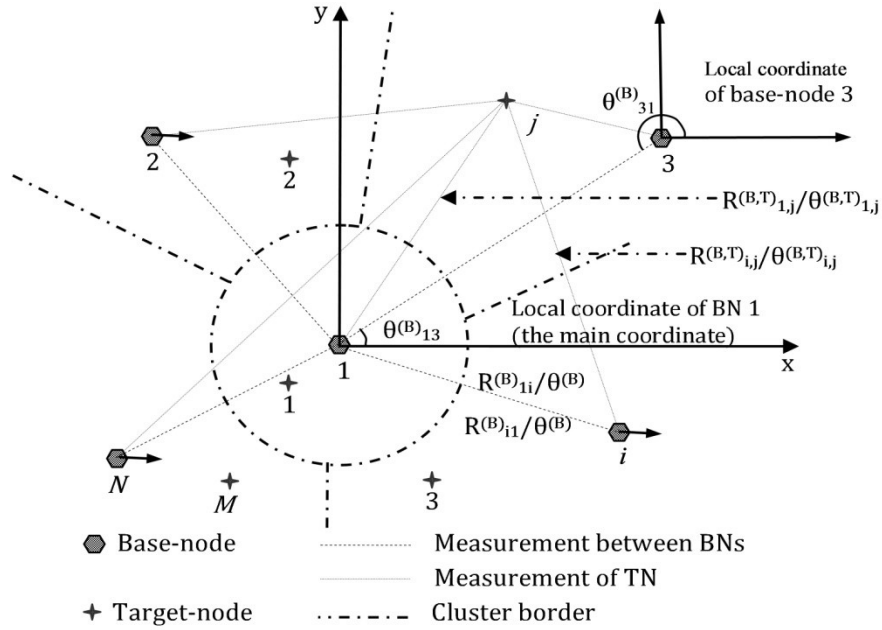 y
Local coordinate
of base-node 3
θ(B)31
j
2
3
2
R(B,T)1,j/θ(B,T)1,j
R(B,T)i,j/θ(B,T)i,j
Local coordinate of BN 1
(the main coordinate)
θ(B)13
x
1
1
R(B)1i/θ(B)
R(B)i1/θ(B)
i
N
M
3
Base-node
Measurement between BNs
Measurement of TN
Target-node
Cluster border